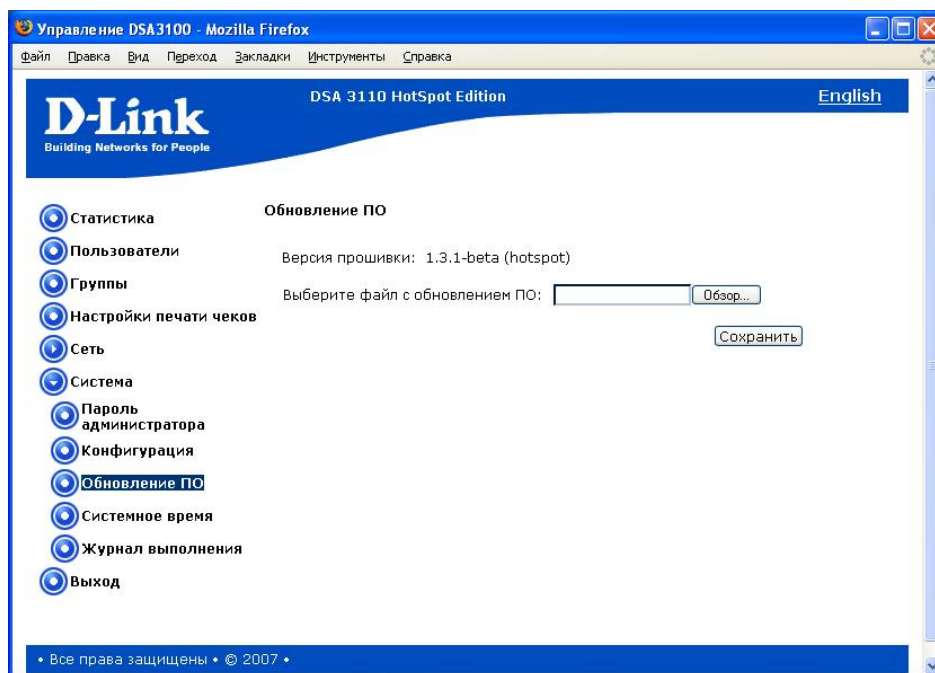 Управление DSA3100 - Mozilla Firefox
Файл Правка Вид Переход Закладки Инструменты Справка
D-Link
Building Networks for People
DSA 3110 HotSpot Edition
English
Статистика
Пользователи
Группы
Настройки печати чеков
Сеть
Система
Пароль
администратора
Конфигурация
Обновление ПО
Системное время
Журнал выполнения
Выход
Обновление ПО
Версия прошивки: 1.3.1-beta (hotspot)
Выберите файл с обновлением ПО: Обзор...
Сохранить
• Все права защищены • © 2007 •